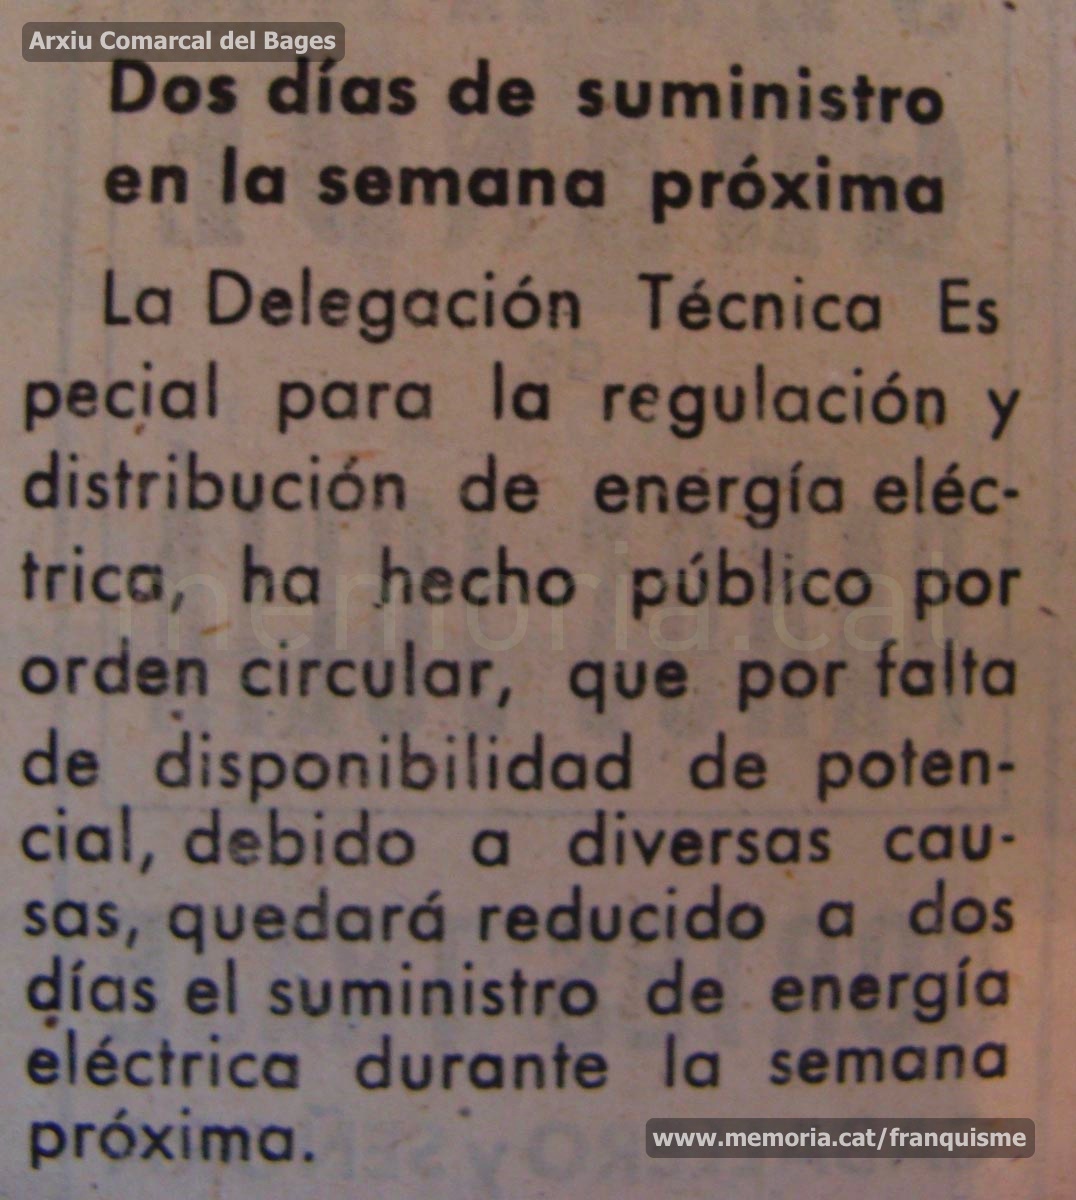 Arxiu Comarcal del Bages
Dos días de suministro
en la semana próxima
La Delegación Técnica Es
pecial para la regulación y
distribución de energía eléc-
trica, ha hecho público por
orden circular, que por falta
de disponibilidad de poten-
cial, debido a diversas cau-
sas, quedará reducido a dos
días el suministro de energía
eléctrica durante la semana
próxima.
memoria.cat
www.memoria.cat/franquisme